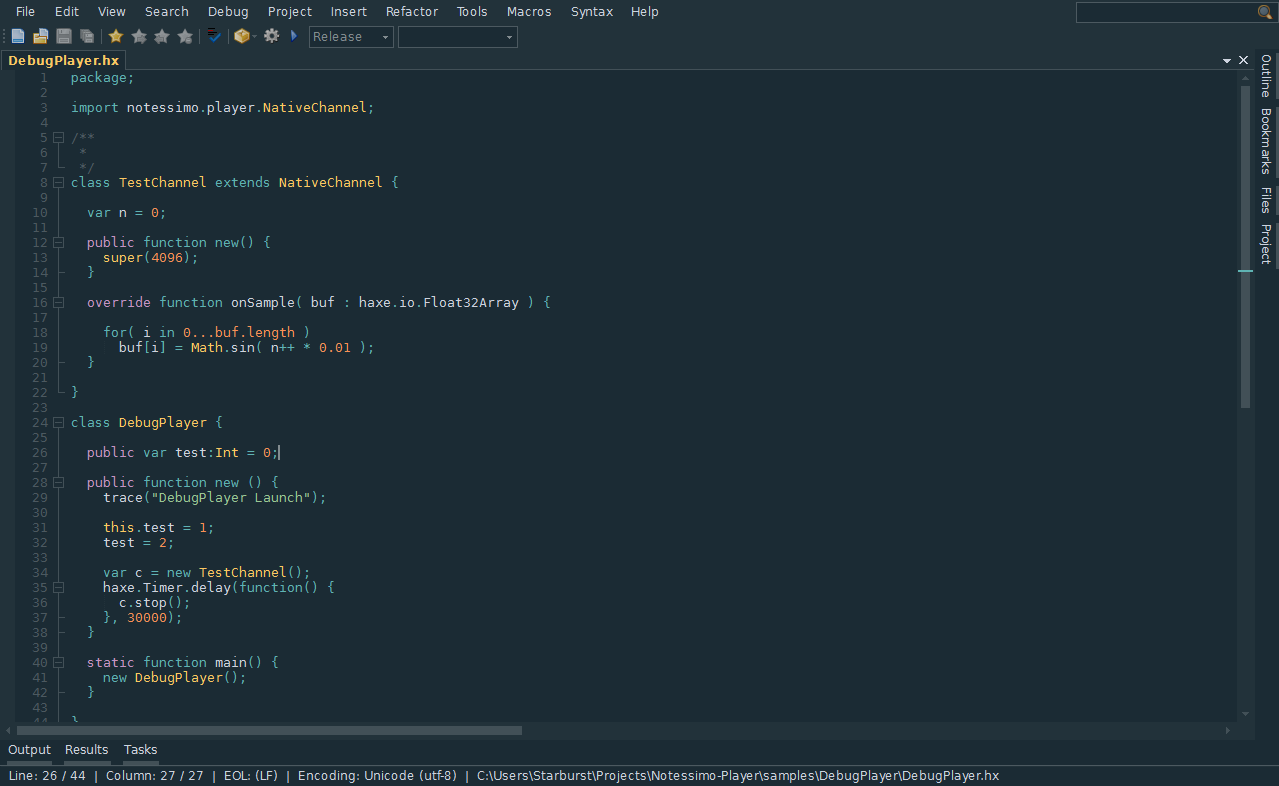 File Edit View Search Debug Project Insert Refactor Tools Macros Syntax Help
Release
DebugPlayer.hx
1 package;
2
3 import notessimo.player.NativeChannel;
4
5 /**
6  *
7  */
8 class TestChannel extends NativeChannel {
9
10   var n = 0;
11
12   public function new() {
13     super(4096);
14   }
15
16   override function onSample( buf : haxe.io.Float32Array ) {
17
18     for( i in 0...buf.length )
19       buf[i] = Math.sin( n++ * 0.01 );
20   }
21
22 }
23
24 class DebugPlayer {
25
26   public var test:Int = 0;
27
28   public function new () {
29     trace("DebugPlayer Launch");
30
31     this.test = 1;
32     test = 2;
33
34     var c = new TestChannel();
35     haxe.Timer.delay(function() {
36       c.stop();
37     }, 30000);
38   }
39
40   static function main() {
41     new DebugPlayer();
42   }
43
44 }
Outline
Bookmarks
Files
Project
Output Results Tasks
Line: 26 / 44 | Column: 27 / 27 | EOL: (LF) | Encoding: Unicode (utf-8) | C:\Users\Starburst\Projects\Notessimo-Player\samples\DebugPlayer\DebugPlayer.hx